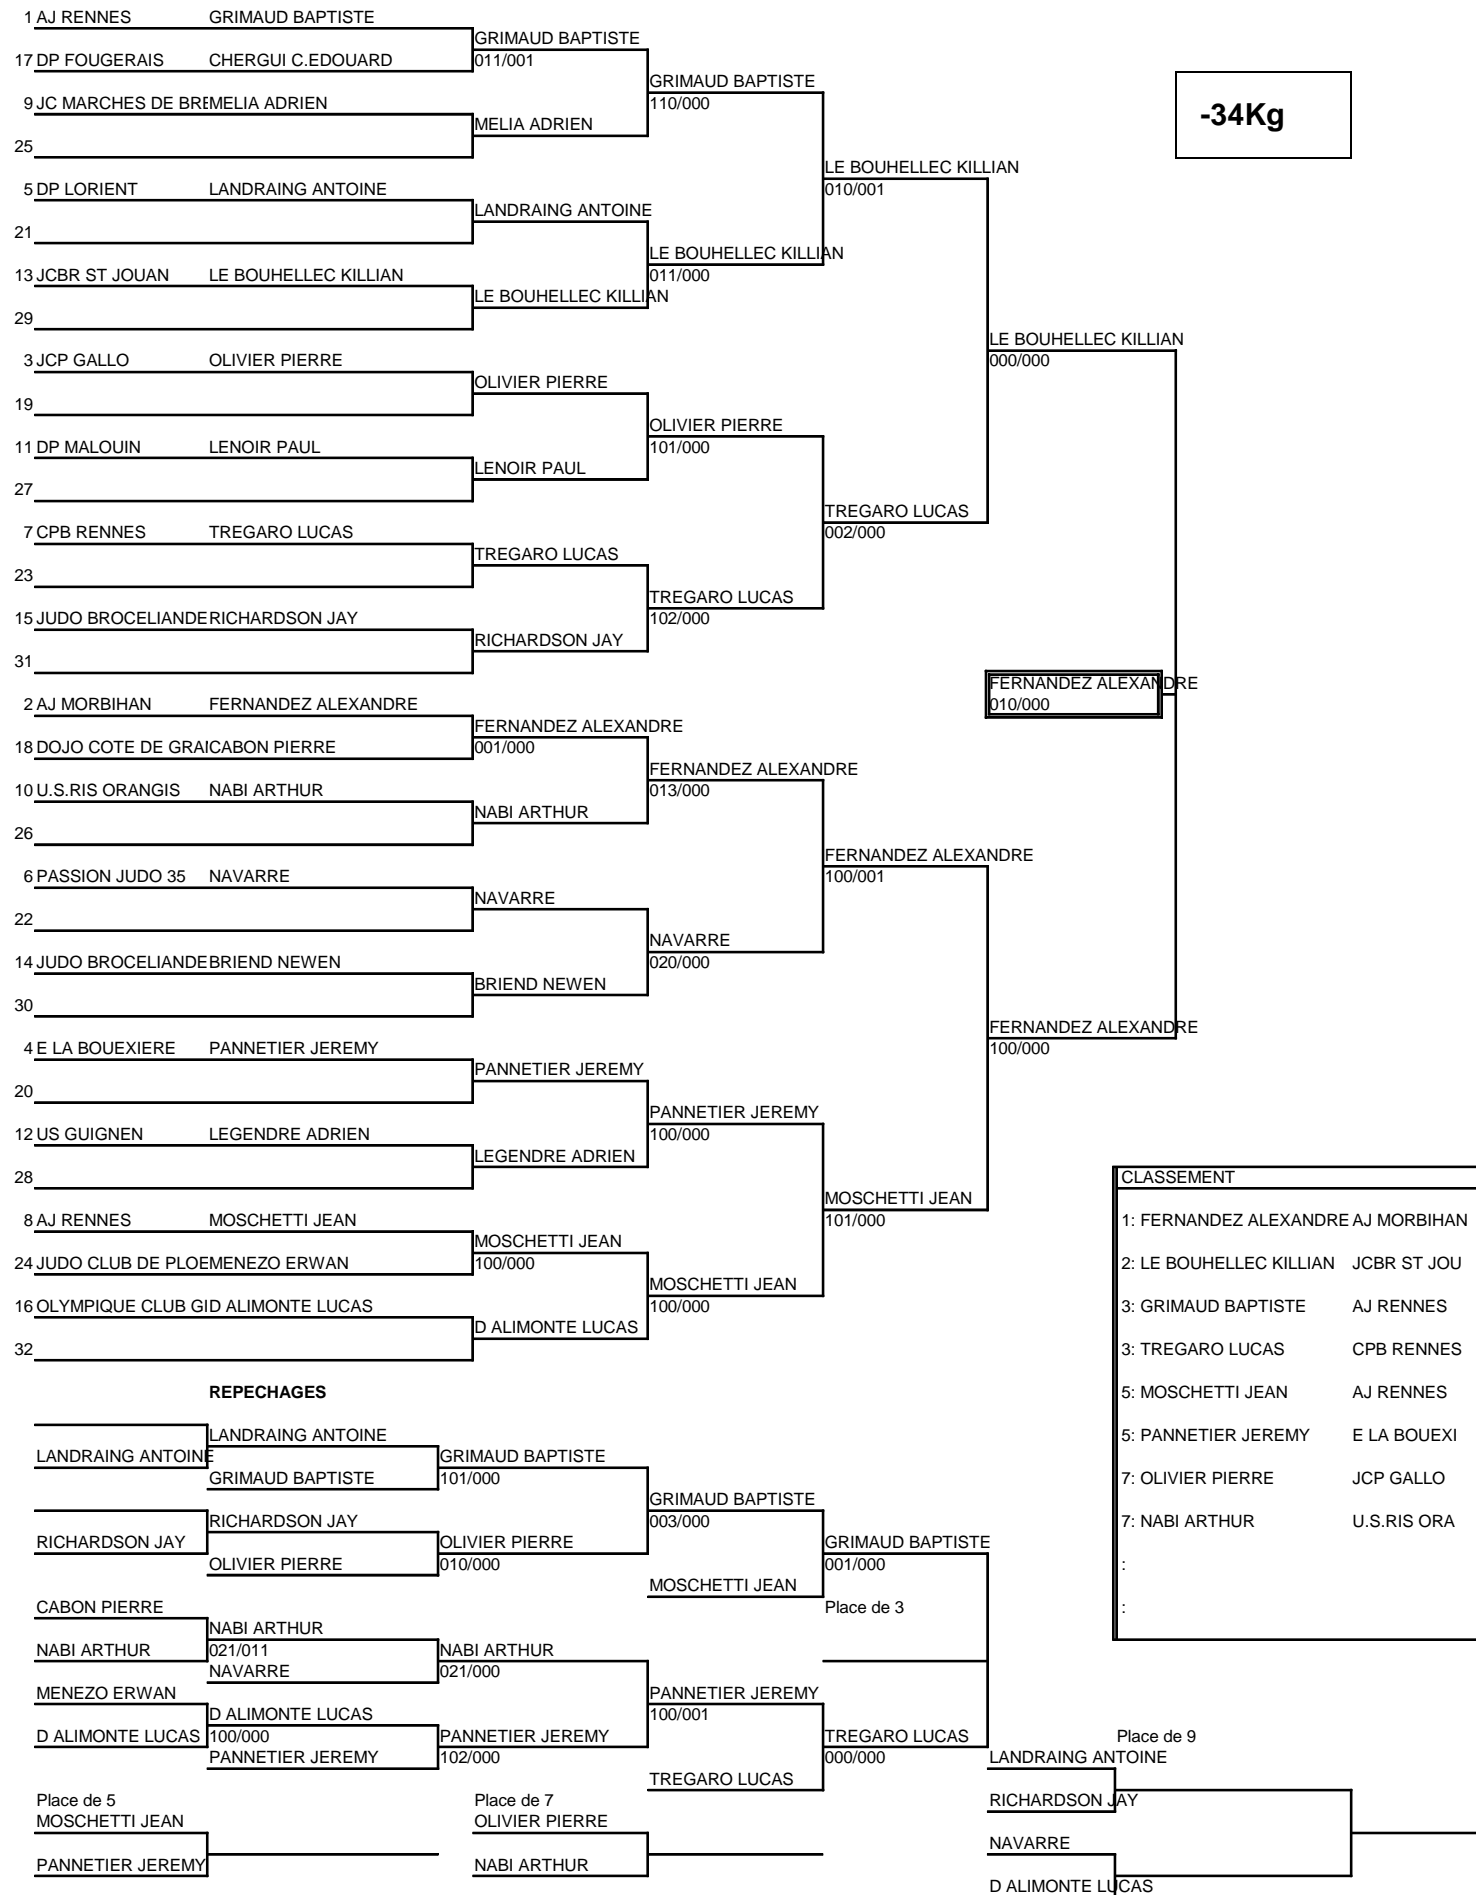 1 AJ RENNES GRIMAUD BAPTISTE
GRIMAUD BAPTISTE
17 DP FOUGERAIS CHERGUI C.EDOUARD 011/001
GRIMAUD BAPTISTE
9 JC MARCHES DE BRE MELIA ADRIEN 110/000
-34Kg
MELIA ADRIEN
25
LE BOUHELLEC KILLIAN
5 DP LORIENT LANDRAING ANTOINE 010/001
LANDRAING ANTOINE
21
LE BOUHELLEC KILLIAN
13 JCBR ST JOUAN LE BOUHELLEC KILLIAN 011/000
LE BOUHELLEC KILLIAN
29
LE BOUHELLEC KILLIAN
3 JCP GALLO OLIVIER PIERRE 000/000
OLIVIER PIERRE
19
OLIVIER PIERRE
11 DP MALOUIN LENOIR PAUL 101/000
LENOIR PAUL
27
TREGARO LUCAS
7 CPB RENNES TREGARO LUCAS 002/000
TREGARO LUCAS
23
TREGARO LUCAS
15 JUDO BROCELIANDE RICHARDSON JAY 102/000
RICHARDSON JAY
31
FERNANDEZ ALEXANDRE
2 AJ MORBIHAN FERNANDEZ ALEXANDRE 010/000
FERNANDEZ ALEXANDRE
18 DOJO COTE DE GRAI CABON PIERRE 001/000
FERNANDEZ ALEXANDRE
10 U.S.RIS ORANGIS NABI ARTHUR 013/000
NABI ARTHUR
26
FERNANDEZ ALEXANDRE
6 PASSION JUDO 35 NAVARRE 100/001
NAVARRE
22
NAVARRE
14 JUDO BROCELIANDE BRIEND NEWEN 020/000
BRIEND NEWEN
30
FERNANDEZ ALEXANDRE
4 E LA BOUEXIERE PANNETIER JEREMY 100/000
PANNETIER JEREMY
20
PANNETIER JEREMY
12 US GUIGNEN LEGENDRE ADRIEN 100/000
LEGENDRE ADRIEN
28
MOSCHETTI JEAN
8 AJ RENNES MOSCHETTI JEAN 101/000
MOSCHETTI JEAN
24 JUDO CLUB DE PLOE MENEZO ERWAN 100/000
MOSCHETTI JEAN
16 OLYMPIQUE CLUB GI D ALIMONTE LUCAS 100/000
D ALIMONTE LUCAS
32
CLASSEMENT
1: FERNANDEZ ALEXANDRE AJ MORBIHAN
2: LE BOUHELLEC KILLIAN JCBR ST JOU
3: GRIMAUD BAPTISTE AJ RENNES
3: TREGARO LUCAS CPB RENNES
5: MOSCHETTI JEAN AJ RENNES
5: PANNETIER JEREMY E LA BOUEXI
7: OLIVIER PIERRE JCP GALLO
7: NABI ARTHUR U.S.RIS ORA
:
:
REPECHAGES
LANDRAING ANTOINE
LANDRAING ANTOINE GRIMAUD BAPTISTE
GRIMAUD BAPTISTE 101/000
GRIMAUD BAPTISTE
RICHARDSON JAY 003/000
RICHARDSON JAY OLIVIER PIERRE GRIMAUD BAPTISTE
OLIVIER PIERRE 010/000 001/000
MOSCHETTI JEAN
CABON PIERRE Place de 3
NABI ARTHUR
NABI ARTHUR 021/011 NABI ARTHUR
NAVARRE 021/000
MENEZO ERWAN PANNETIER JEREMY
D ALIMONTE LUCAS 100/001
D ALIMONTE LUCAS 100/000 PANNETIER JEREMY TREGARO LUCAS Place de 9
PANNETIER JEREMY 102/000 000/000 LANDRAING ANTOINE
TREGARO LUCAS
Place de 5 Place de 7 RICHARDSON JAY
MOSCHETTI JEAN OLIVIER PIERRE
NAVARRE
PANNETIER JEREMY NABI ARTHUR
D ALIMONTE LUCAS